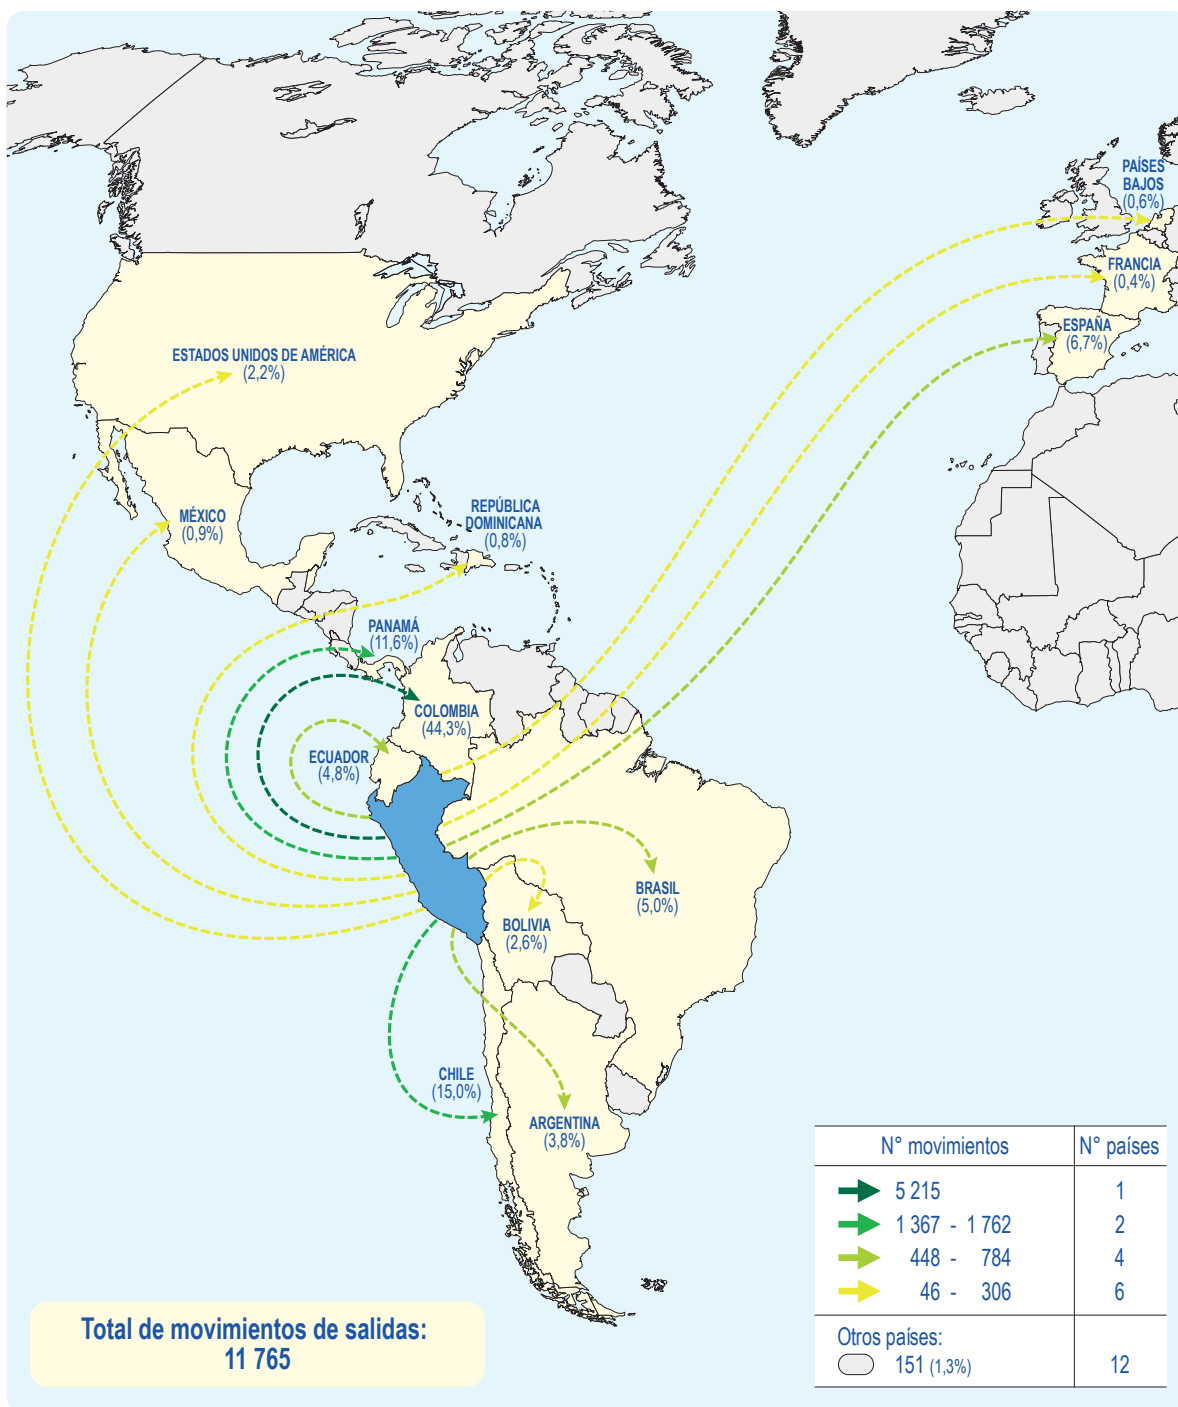 PAÍSES
BAJOS
(0,6%)
FRANCIA
(0,4%)
ESPAÑA
(6,7%)
ESTADOS UNIDOS DE AMÉRICA
(2,2%)
MÉXICO
(0,9%)
REPÚBLICA
DOMINICANA
(0,8%)
PANAMÁ
(11,6%)
COLOMBIA
(44,3%)
ECUADOR
(4,8%)
BRASIL
(5,0%)
BOLIVIA
(2,6%)
CHILE
(15,0%)
ARGENTINA
(3,8%)
N° movimientos N° países
5 215 1
1 367 - 1 762 2
448 - 784 4
46 - 306 6
Otros países:
151 (1,3%) 12
Total de movimientos de salidas:
11 765